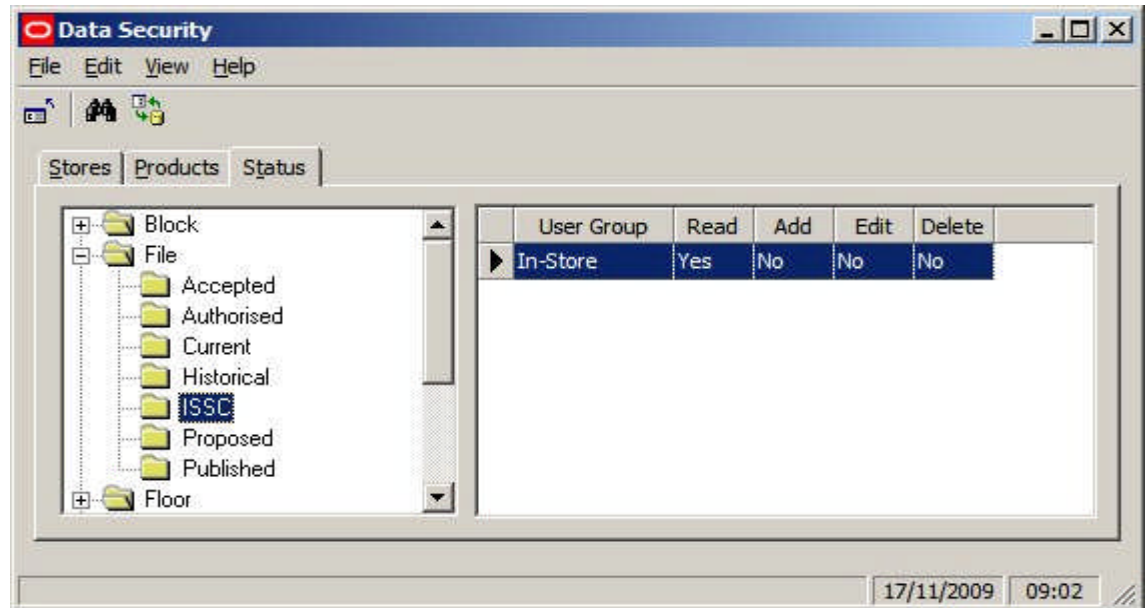 Data Security
File Edit View Help
Stores Products Status
Block
File
Accepted
Authorised
Current
Historical
ISSC
Proposed
Published
Floor
User Group Read Add Edit Delete
In-Store Yes No No No
17/11/2009 09:02